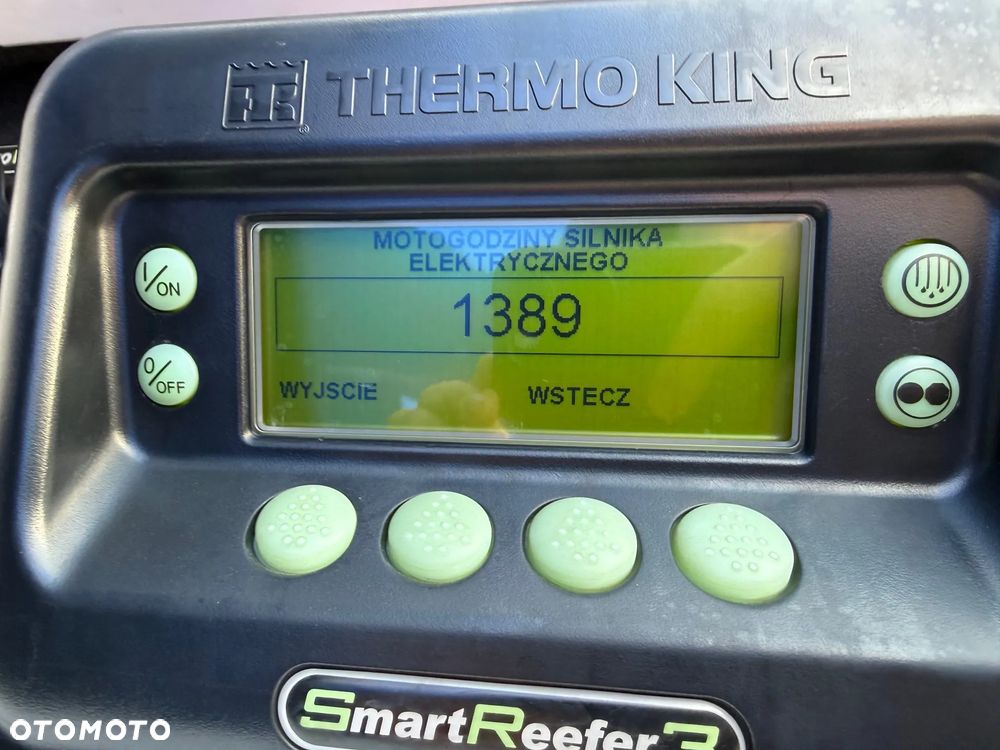 THERMO KING
MOTOGODZINY SILNIKA
ELEKTRYCZNEGO
1389
WYJSCIE WSTECZ
I/ON
0/OFF
SmartReefer3
OTOMOTO